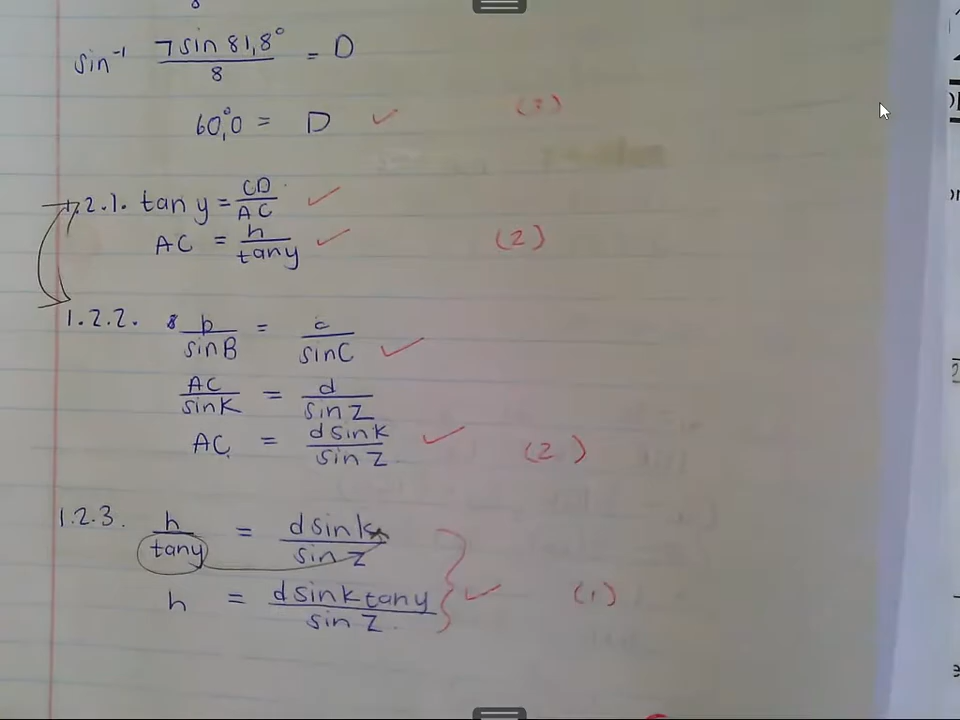 sin⁻¹ 7 sin 81,8° / 8 = D
60,0° = D ✓ (2)
1.2.1. tan y = CD / AC ✓
AC = h / tan y ✓ (2)
1.2.2. b / sin B = c / sin C ✓
AC / sin K = d / sin Z
AC = d sin k / sin Z ✓ (2)
1.2.3. h / tan y = d sin k / sin Z
h = d sin k tan y / sin Z ✓ (1)